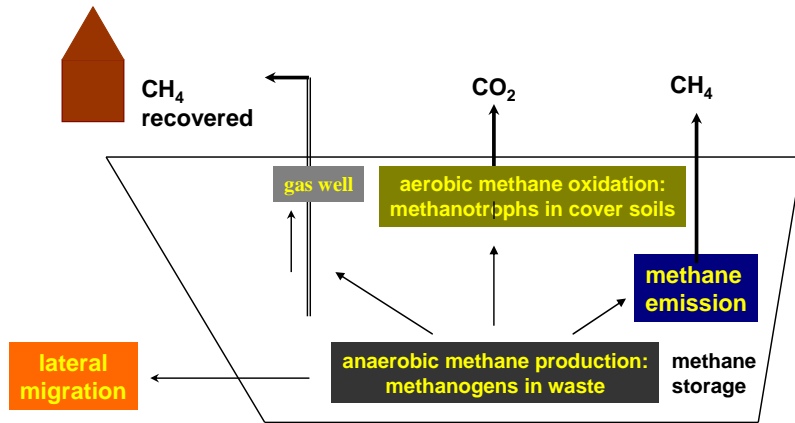 CH₄
recovered
CO₂
CH₄
gas well
aerobic methane oxidation:
methanotrophs in cover soils
methane
emission
lateral
migration
anaerobic methane production:
methanogens in waste
methane
storage